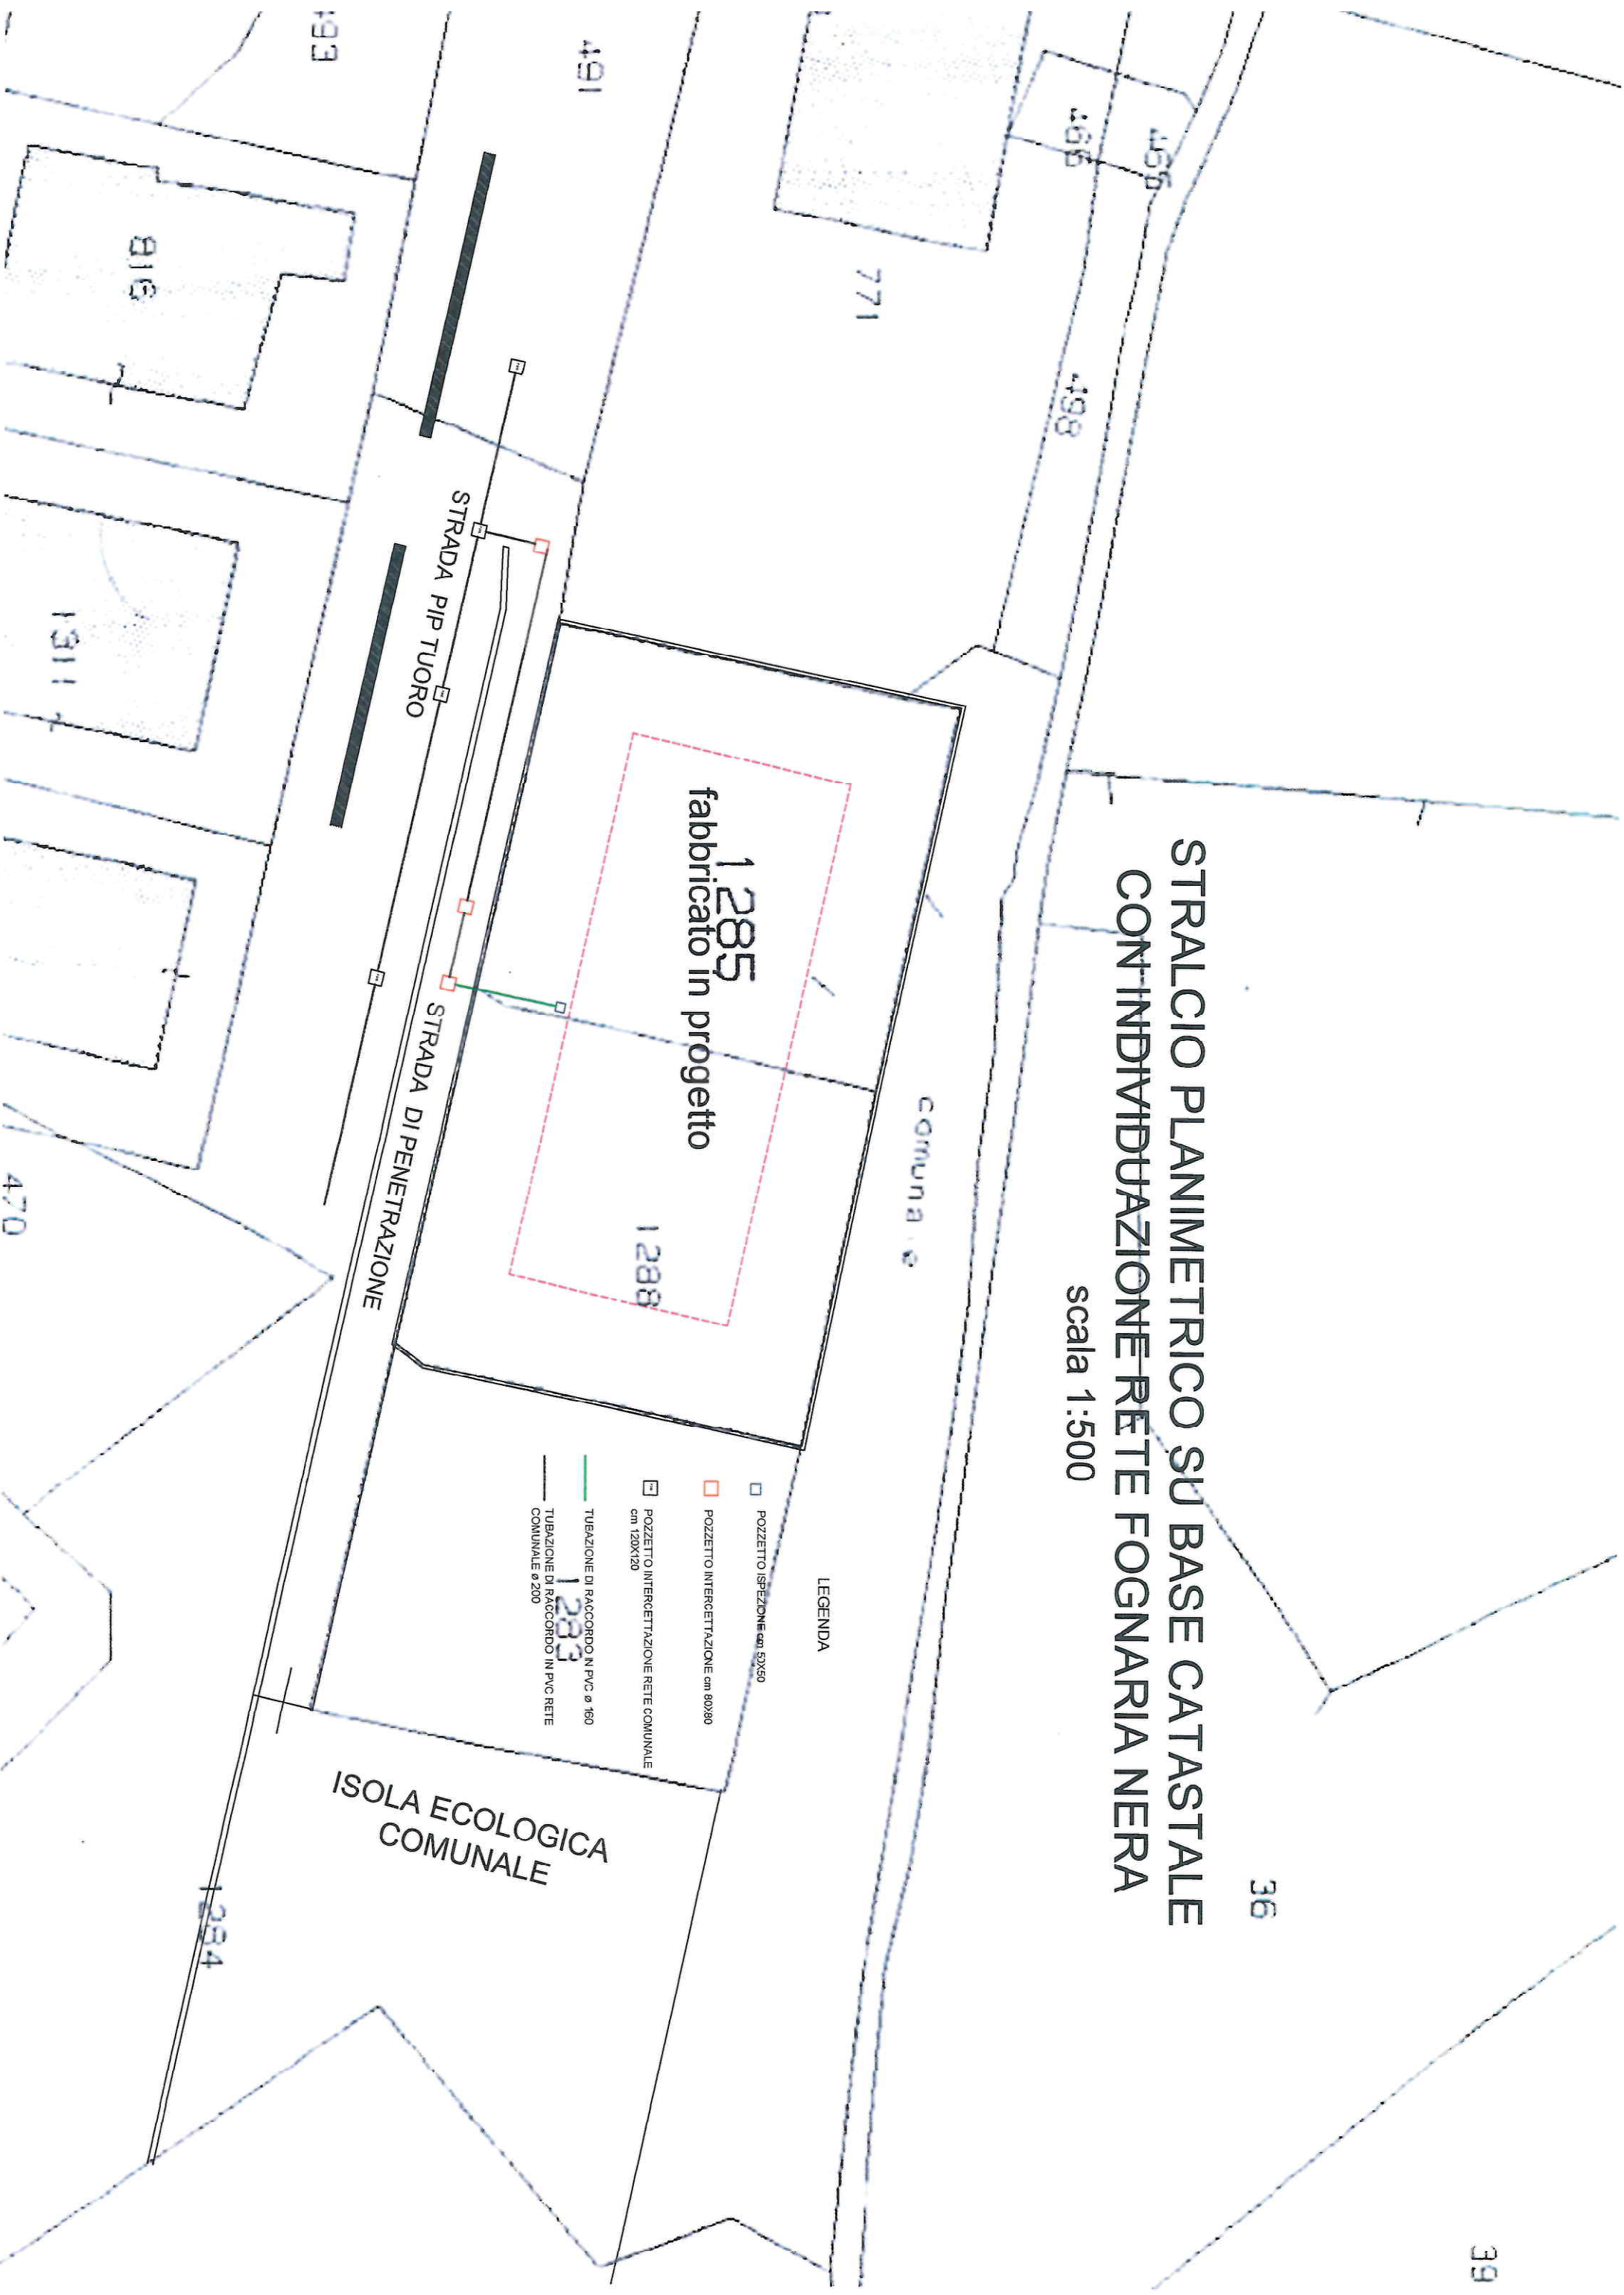 STRALCIO PLANIMETRICO SU BASE CATASTALE
CON INDIVIDUAZIONE RETE FOGNARIA NERA
scala 1:500
36
39
466
466
498
771
491
493
816
1311
470
comuna e
1285
fabbricato in progetto
1288
STRADA PIP TUORO
STRADA DI PENETRAZIONE
LEGENDA
POZZETTO ISPEZIONE cm 50X50
POZZETTO INTERCETTAZIONE cm 80X80
POZZETTO INTERCETTAZIONE RETE COMUNALE
cm 120X120
TUBAZIONE DI RACCORDO IN PVC ø 160
1283
TUBAZIONE DI RACCORDO IN PVC RETE
COMUNALE ø 200
ISOLA ECOLOGICA
COMUNALE
1284